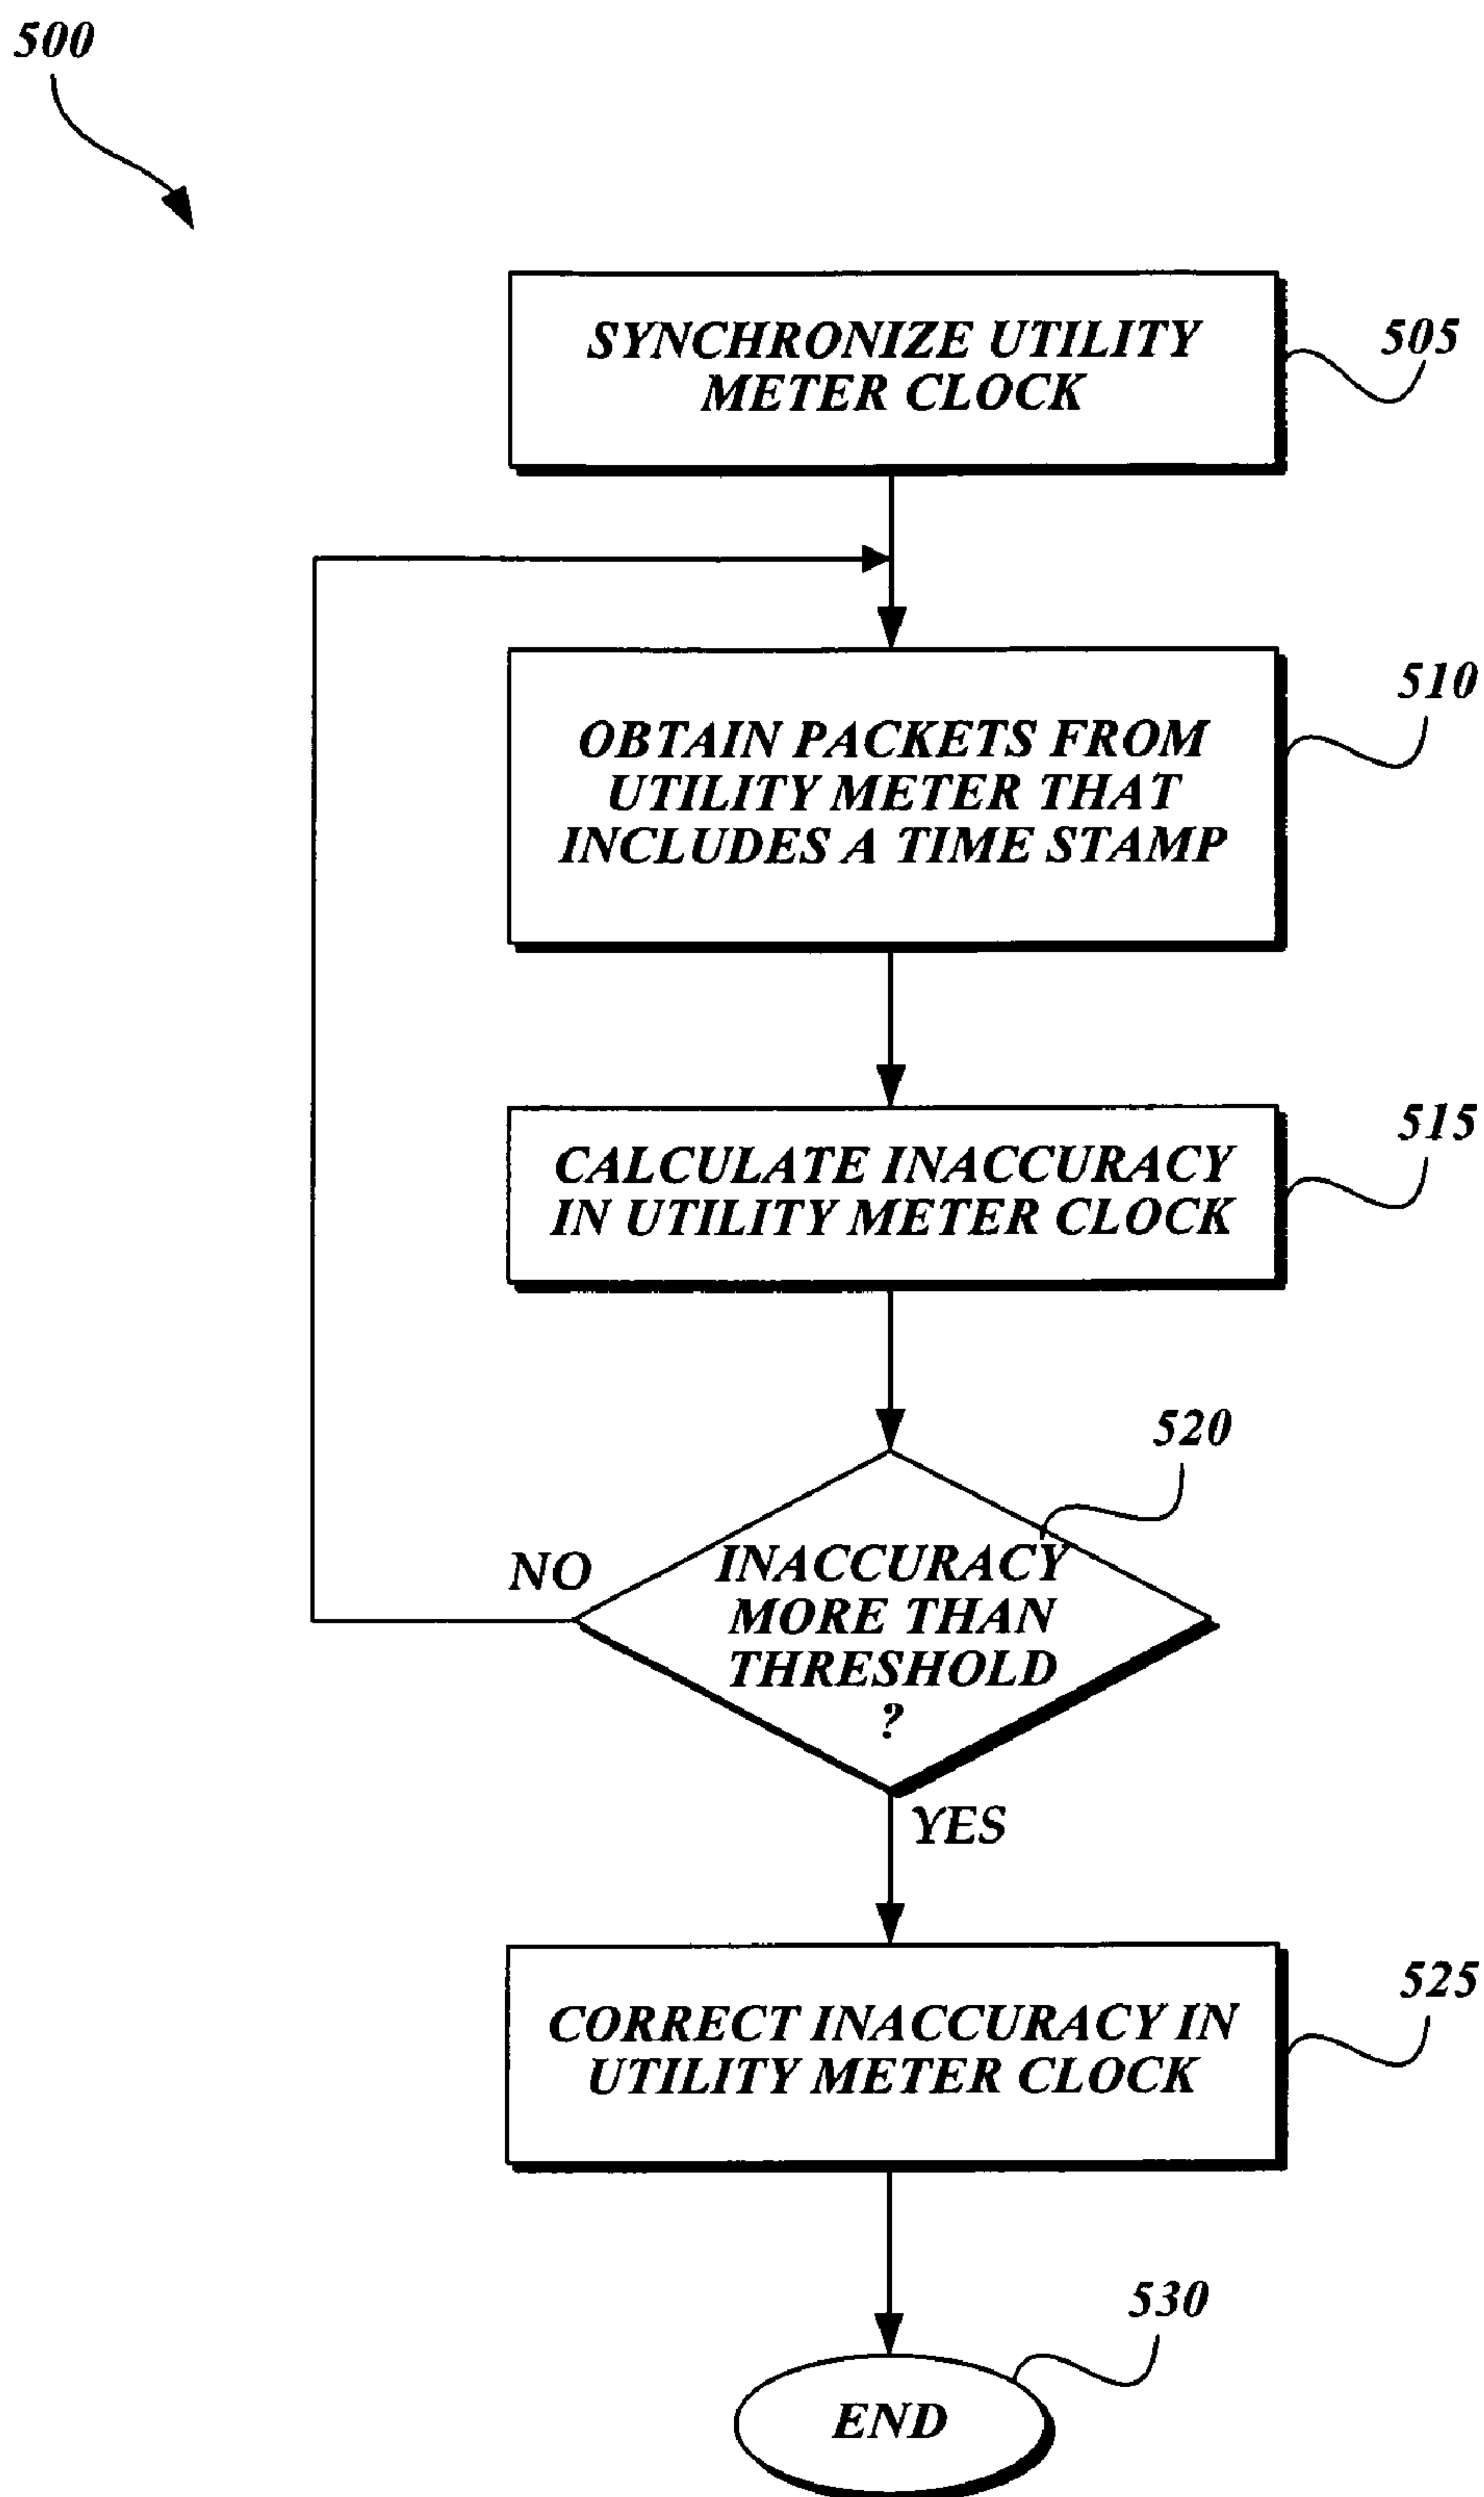 500
SYNCHRONIZE UTILITY
METER CLOCK
505
OBTAIN PACKETS FROM
UTILITY METER THAT
INCLUDES A TIME STAMP
510
CALCULATE INACCURACY
IN UTILITY METER CLOCK
515
520
INACCURACY
MORE THAN
THRESHOLD
?
NO
YES
CORRECT INACCURACY IN
UTILITY METER CLOCK
525
530
END